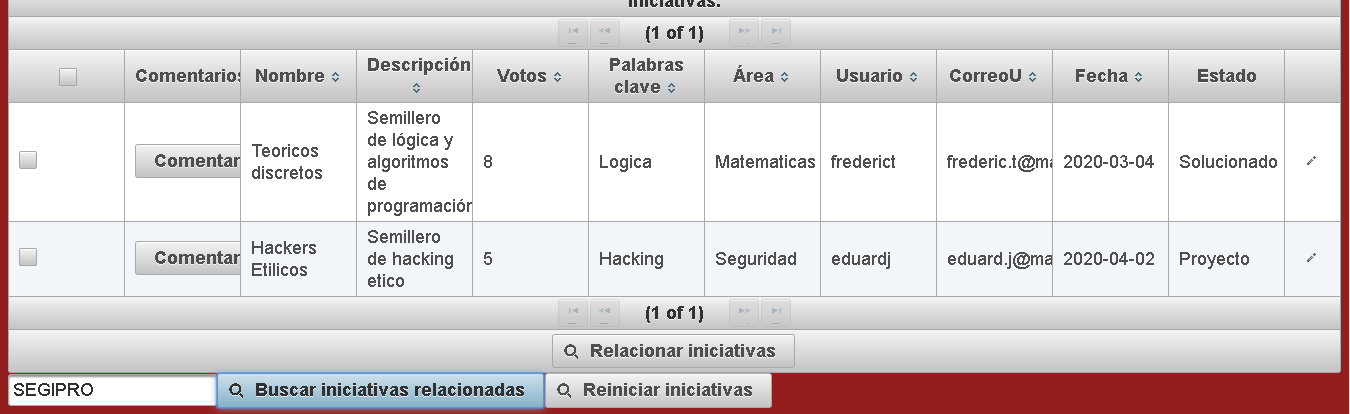 iniciativas.
(1 of 1)
Comentarios Nombre Descripción Votos Palabras clave Área Usuario CorreoU Fecha Estado
Comentar Teoricos discretos Semillero de lógica y algoritmos de programación 8 Logica Matematicas frederict frederic.t@ma 2020-03-04 Solucionado
Comentar Hackers Etilicos Semillero de hacking etico 5 Hacking Seguridad eduardj eduard.j@ma 2020-04-02 Proyecto
(1 of 1)
Relacionar iniciativas
SEGIPRO Buscar iniciativas relacionadas Reiniciar iniciativas